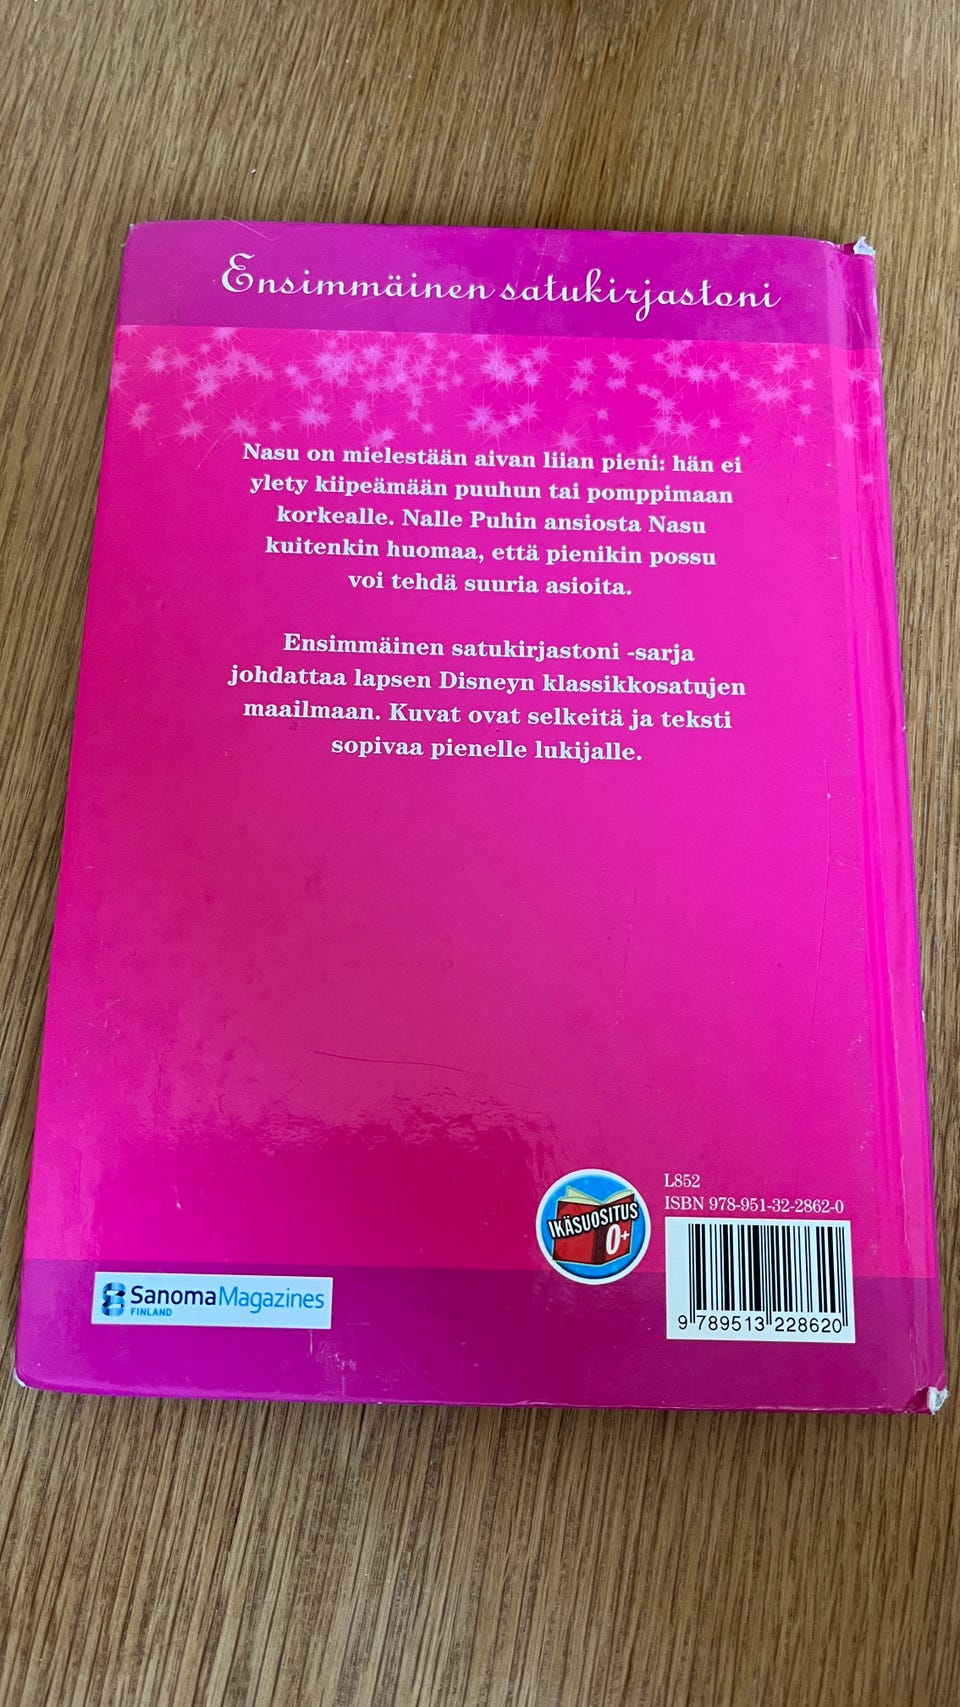 Ensimmäinen satukirjastoni
Nasu on mielestään aivan liian pieni: hän ei
ylety kiipeämään puuhun tai pomppimaan
korkealle. Nalle Puhin ansiosta Nasu
kuitenkin huomaa, että pienikin possu
voi tehdä suuria asioita.
Ensimmäinen satukirjastoni -sarja
johdattaa lapsen Disneyn klassikkosatujen
maailmaan. Kuvat ovat selkeitä ja teksti
sopivaa pienelle lukijalle.
IKÄSUOSITUS
0+
L852
ISBN 978-951-32-2862-0
9 789513 228620
SanomaMagazines
FINLAND